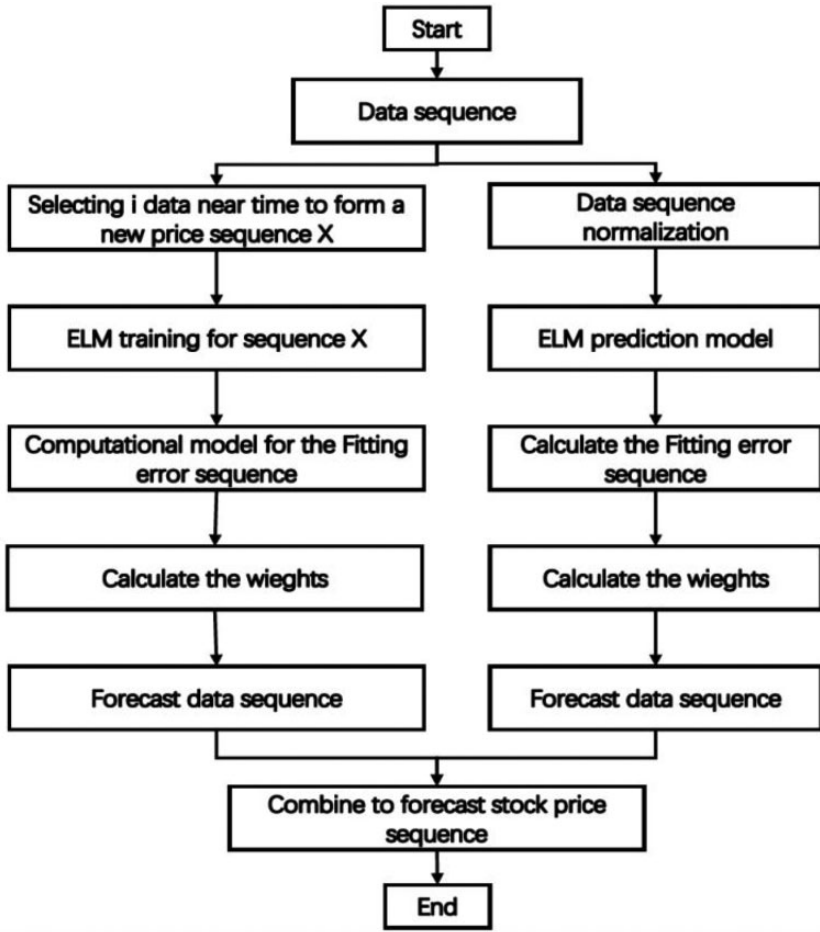 Start
Data sequence
Selecting i data near time to form a
new price sequence X
Data sequence
normalization
ELM training for sequence X
ELM prediction model
Computational model for the Fitting
error sequence
Calculate the Fitting error
sequence
Calculate the wieghts
Calculate the wieghts
Forecast data sequence
Forecast data sequence
Combine to forecast stock price
sequence
End